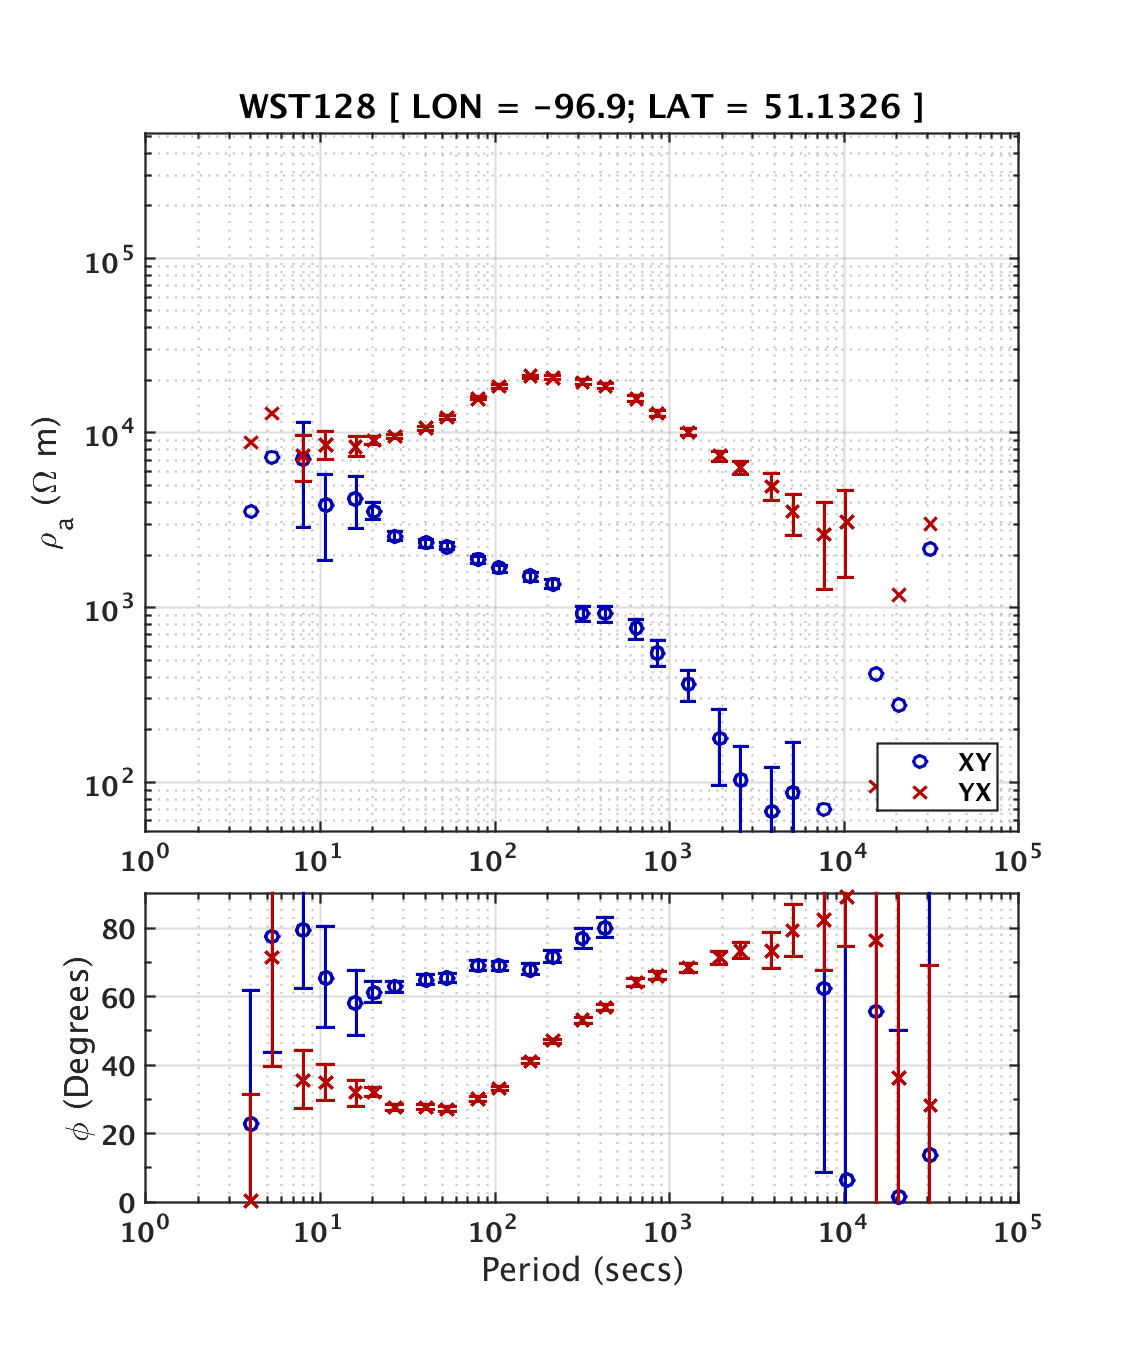 WST128 [ LON = -96.9; LAT = 51.1326 ]
ρa (Ω m)
10^5
10^4
10^3
10^2
XY
YX
10^0 10^1 10^2 10^3 10^4 10^5
φ (Degrees)
80
60
40
20
0
10^0 10^1 10^2 10^3 10^4 10^5
Period (secs)